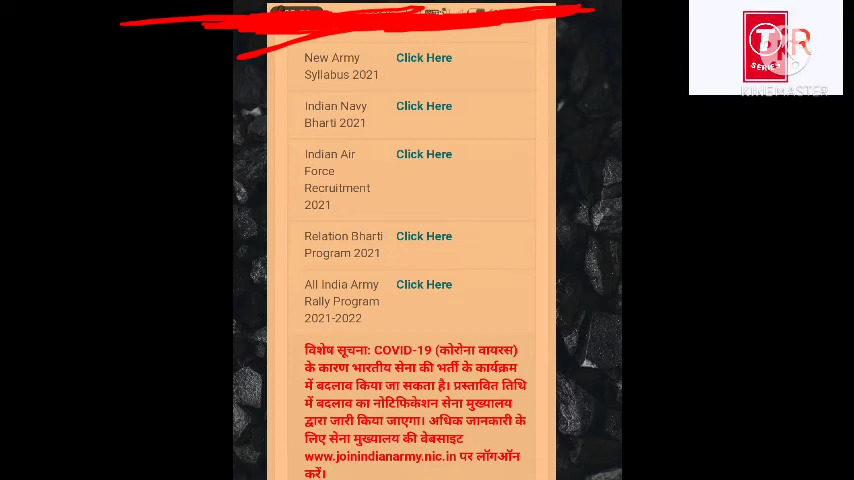 New Army Click Here
Syllabus 2021
Indian Navy Click Here
Bharti 2021
Indian Air Click Here
Force
Recruitment
2021
Relation Bharti Click Here
Program 2021
All India Army Click Here
Rally Program
2021-2022
विशेष सूचना: COVID-19 (कोरोना वायरस)
के कारण भारतीय सेना की भर्ती के कार्यक्रम
में बदलाव किया जा सकता है। प्रस्तावित तिथि
में बदलाव का नोटिफिकेशन सेना मुख्यालय
द्वारा जारी किया जाएगा। अधिक जानकारी के
लिए सेना मुख्यालय की बेबसाइट
www.joinindianarmy.nic.in पर लॉगऑन
करें।
T
R
SERIES
KINEMASTER